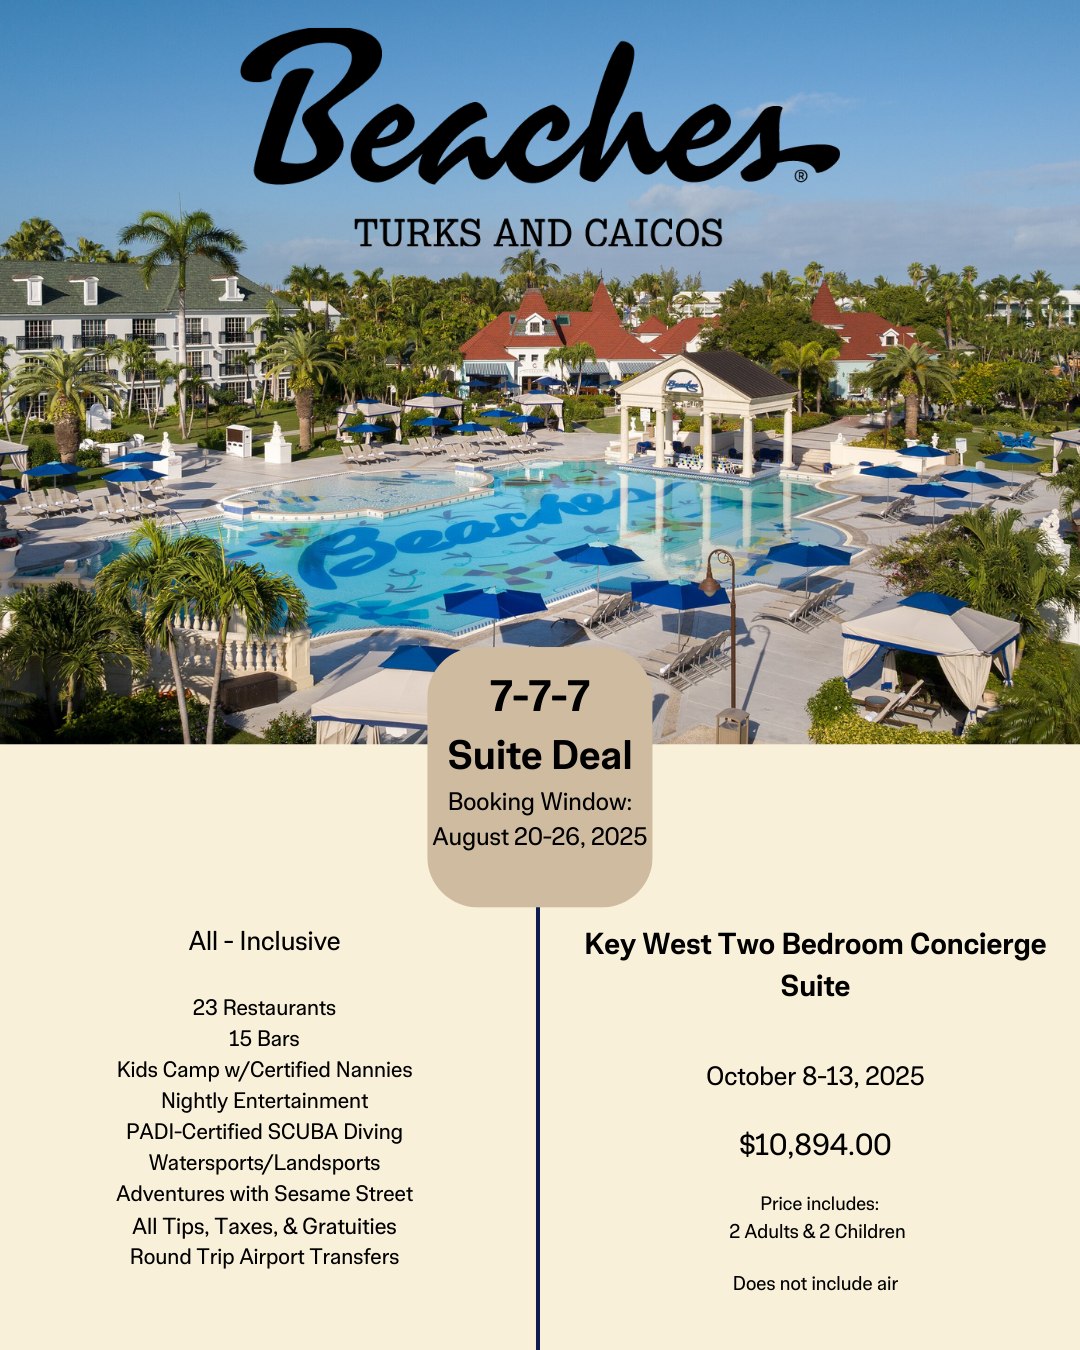 Beaches®
TURKS AND CAICOS
Beaches
Beaches
7-7-7
Suite Deal
Booking Window:
August 20-26, 2025
All - Inclusive
23 Restaurants
15 Bars
Kids Camp w/Certified Nannies
Nightly Entertainment
PADI-Certified SCUBA Diving
Watersports/Landsports
Adventures with Sesame Street
All Tips, Taxes, & Gratuities
Round Trip Airport Transfers
Key West Two Bedroom Concierge
Suite
October 8-13, 2025
$10,894.00
Price includes:
2 Adults & 2 Children
Does not include air